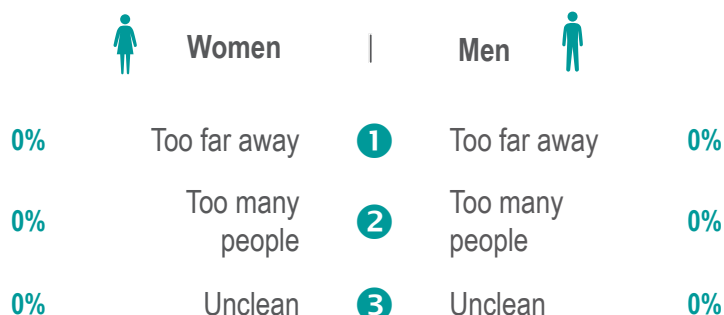 Women | Men
0% Too far away 1 Too far away 0%
0% Too many people 2 Too many people 0%
0% Unclean 3 Unclean 0%